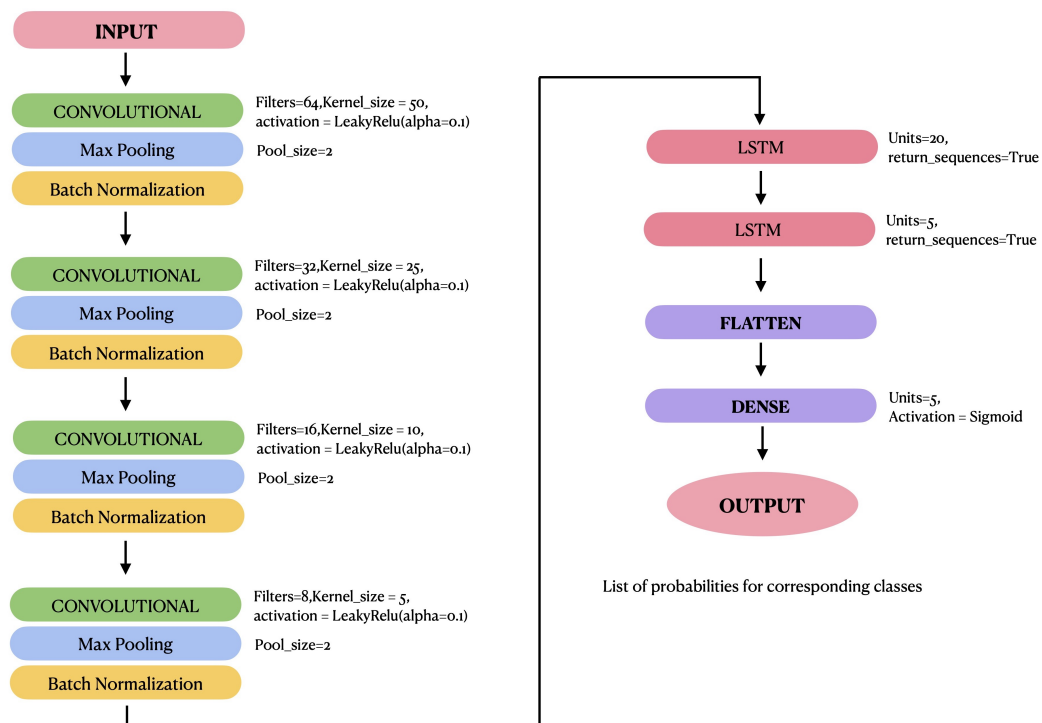 INPUT
CONVOLUTIONAL
Filters=64,Kernel_size = 50,
activation = LeakyRelu(alpha=0.1)
Max Pooling
Pool_size=2
Batch Normalization
CONVOLUTIONAL
Filters=32,Kernel_size = 25,
activation = LeakyRelu(alpha=0.1)
Max Pooling
Pool_size=2
Batch Normalization
CONVOLUTIONAL
Filters=16,Kernel_size = 10,
activation = LeakyRelu(alpha=0.1)
Max Pooling
Pool_size=2
Batch Normalization
CONVOLUTIONAL
Filters=8,Kernel_size = 5,
activation = LeakyRelu(alpha=0.1)
Max Pooling
Pool_size=2
Batch Normalization
LSTM
Units=20,
return_sequences=True
LSTM
Units=5,
return_sequences=True
FLATTEN
DENSE
Units=5,
Activation = Sigmoid
OUTPUT
List of probabilities for corresponding classes